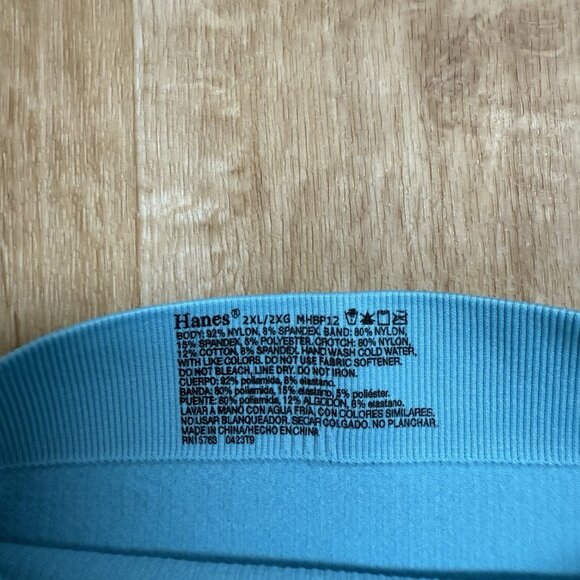 Hanes® 2XL/2XG MHBP12
BODY: 92% NYLON, 8% SPANDEX. BAND: 80% NYLON,
15% SPANDEX, 5% POLYESTER. CROTCH: 80% NYLON,
12% COTTON, 8% SPANDEX. HAND WASH COLD WATER,
WITH LIKE COLORS. DO NOT USE FABRIC SOFTENER.
DO NOT BLEACH, LINE DRY. DO NOT IRON.
CUERPO: 92% poliamida, 8% elastano.
BANDA: 80% poliamida, 15% elastano, 5% poliéster.
PUENTE: 80% poliamida, 12% ALGODON, 8% elastano.
LAVAR A MANO CON AGUA FRÍA, CON COLORES SIMILARES.
NO USAR BLANQUEADOR. SECAR COLGADO. NO PLANCHAR.
MADE IN CHINA/HECHO EN CHINA
RN15763 0423T9